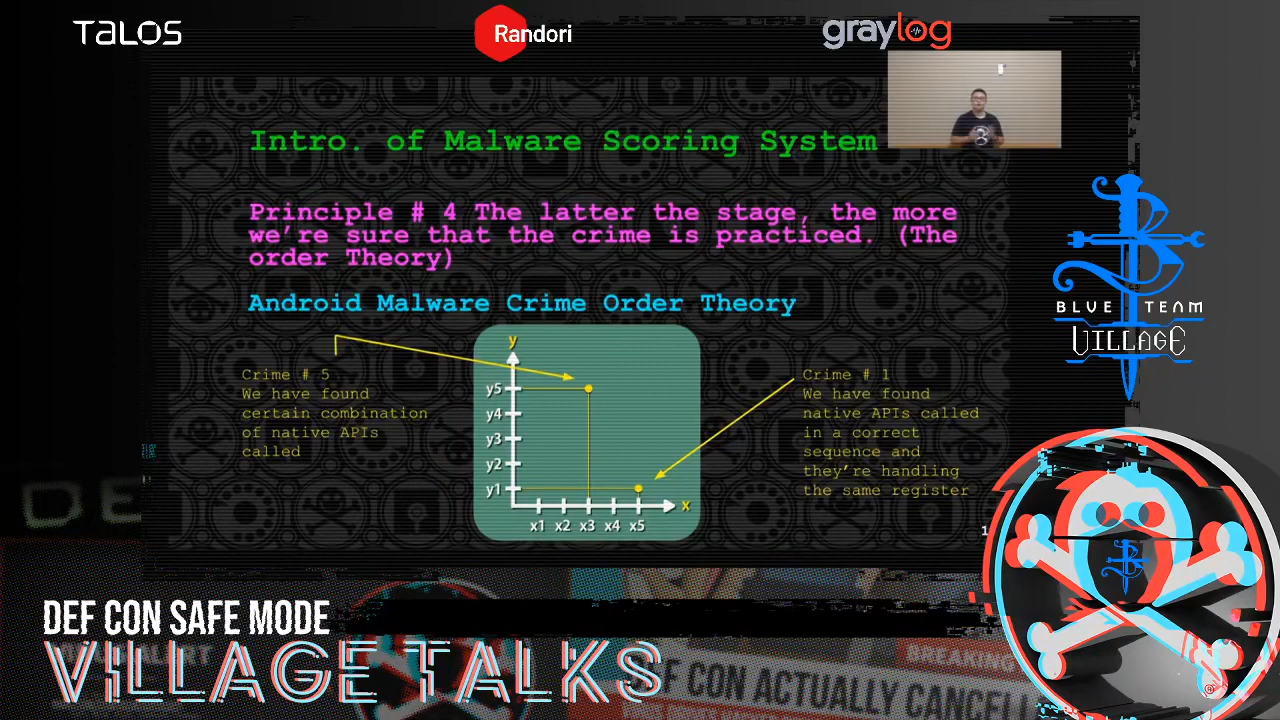 TALOS
Randori
graylog
Intro. of Malware Scoring System
Principle # 4 The latter the stage, the more
we're sure that the crime is practiced. (The
order Theory)
Android Malware Crime Order Theory
Crime # 5
We have found
certain combination
of native APIs
called
y
y5
y4
y3
y2
y1
x1 x2 x3 x4 x5
x
Crime # 1
We have found
native APIs called
in a correct
sequence and
they're handling
the same register
BLUE TEAM
VILLAGE
DEF CON SAFE MODE
VILLAGE TALKS
BREAKING
DEF CON ACTUALLY CANCELL